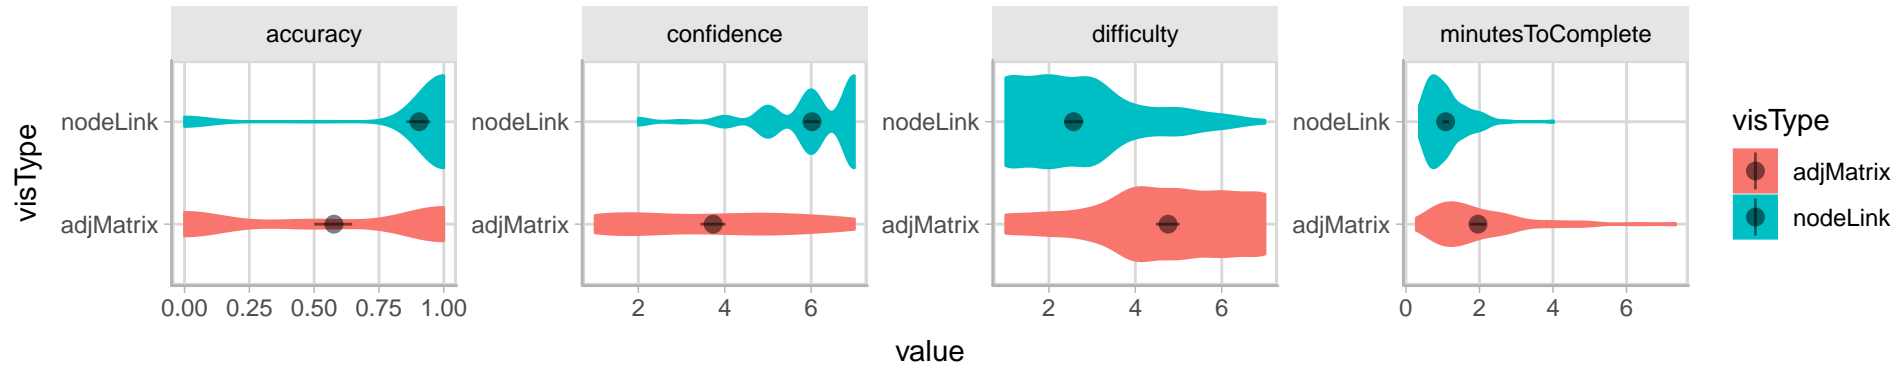 accuracy
confidence
difficulty
minutesToComplete
visType
nodeLink
adjMatrix
nodeLink
adjMatrix
nodeLink
adjMatrix
nodeLink
adjMatrix
0.00 0.25 0.50 0.75 1.00
2 4 6
2 4 6
0 2 4 6
value
visType
adjMatrix
nodeLink